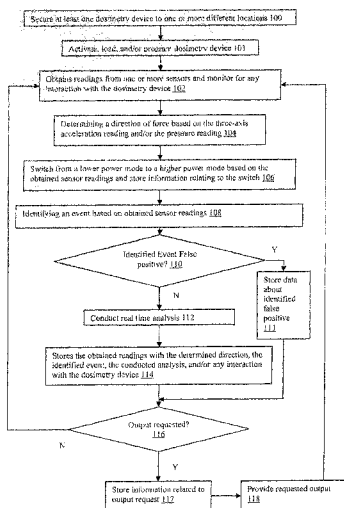 Secure at least one dosimetry device to one or more different locations 100
Activate, load, and/or program dosimetry device 101
Obtains readings from one or more sensors and monitor for any
interaction with the dosimetry device
102
Determining a direction of force based on the three-axis
acceleration reading and/or the pressure reading 104
Switch from a lower power mode to a higher power mode based on the
obtained sensor readings and store information relating to the switch 106
Identifying an event based on obtained sensor readings 108
Identified Event False
positive? 110
Y
N
Store data
about
identified
false
positive
111
Conduct real time analysis 112
Stores the obtained readings with the determined direction, the
identified event, the conducted analysis, and/or any interaction
with the dosimetry device 114
Output requested?
116
N
Y
Store information related to
output request 117
Provide requested output
118